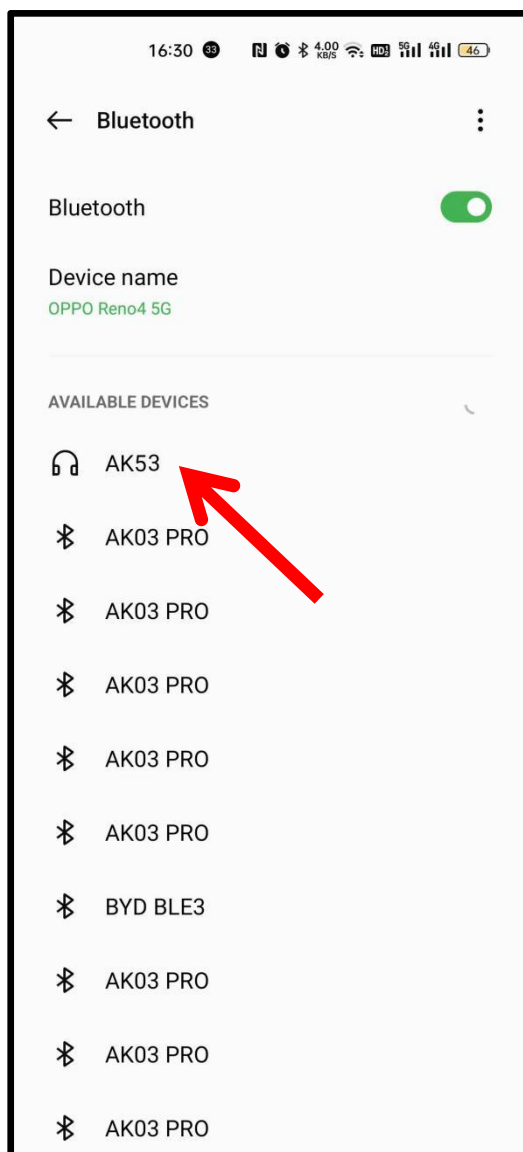 16:30 33 N 4.00 KB/S HD2 5G 4G 46
Bluetooth
Bluetooth
Device name
OPPO Reno4 5G
AVAILABLE DEVICES
AK53
AK03 PRO
AK03 PRO
AK03 PRO
AK03 PRO
AK03 PRO
BYD BLE3
AK03 PRO
AK03 PRO
AK03 PRO